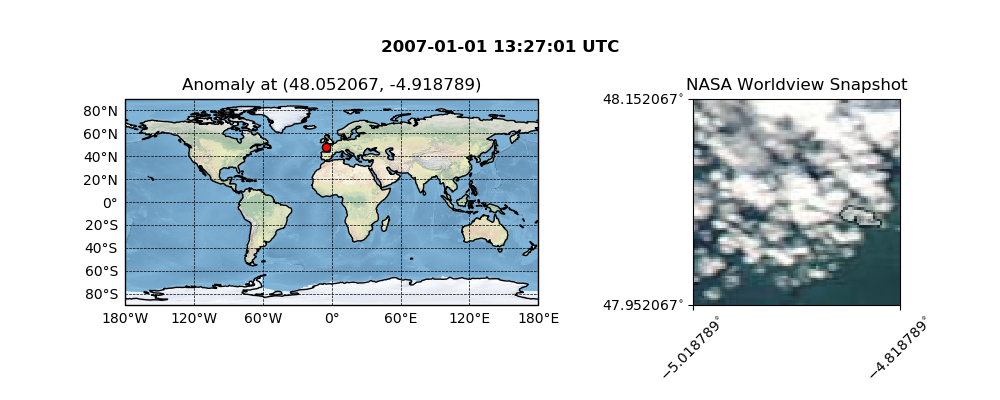 2007-01-01 13:27:01 UTC
Anomaly at (48.052067, -4.918789)
80°N
60°N
40°N
20°N
0°
20°S
40°S
60°S
80°S
180°W 120°W 60°W 0° 60°E 120°E 180°E
NASA Worldview Snapshot
48.152067°
47.952067°
−5.018789° −4.818789°